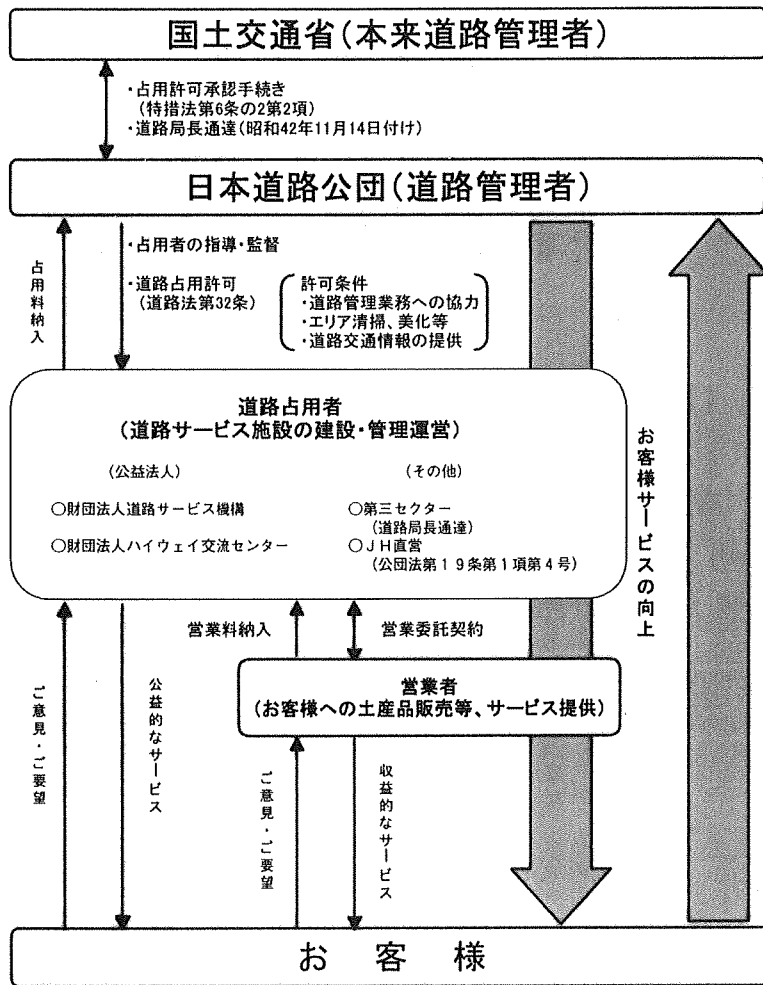 国土交通省(本来道路管理者)
・占用許可承認手続き
(特措法第6条の2第2項)
・道路局長通達(昭和42年11月14日付け)
日本道路公団(道路管理者)
占用料納入
・占用者の指導・監督
・道路占用許可
(道路法第32条)
許可条件
・道路管理業務への協力
・エリア清掃、美化等
・道路交通情報の提供
道路占用者
(道路サービス施設の建設・管理運営)
(公益法人)
(その他)
○財団法人道路サービス機構
○第三セクター
(道路局長通達)
○財団法人ハイウェイ交流センター
○JH直営
(公団法第19条第1項第4号)
お客様サービスの向上
営業料納入
営業委託契約
営業者
(お客様への土産品販売等、サービス提供)
ご意見・ご要望
公益的なサービス
ご意見・ご要望
収益的なサービス
お 客 様